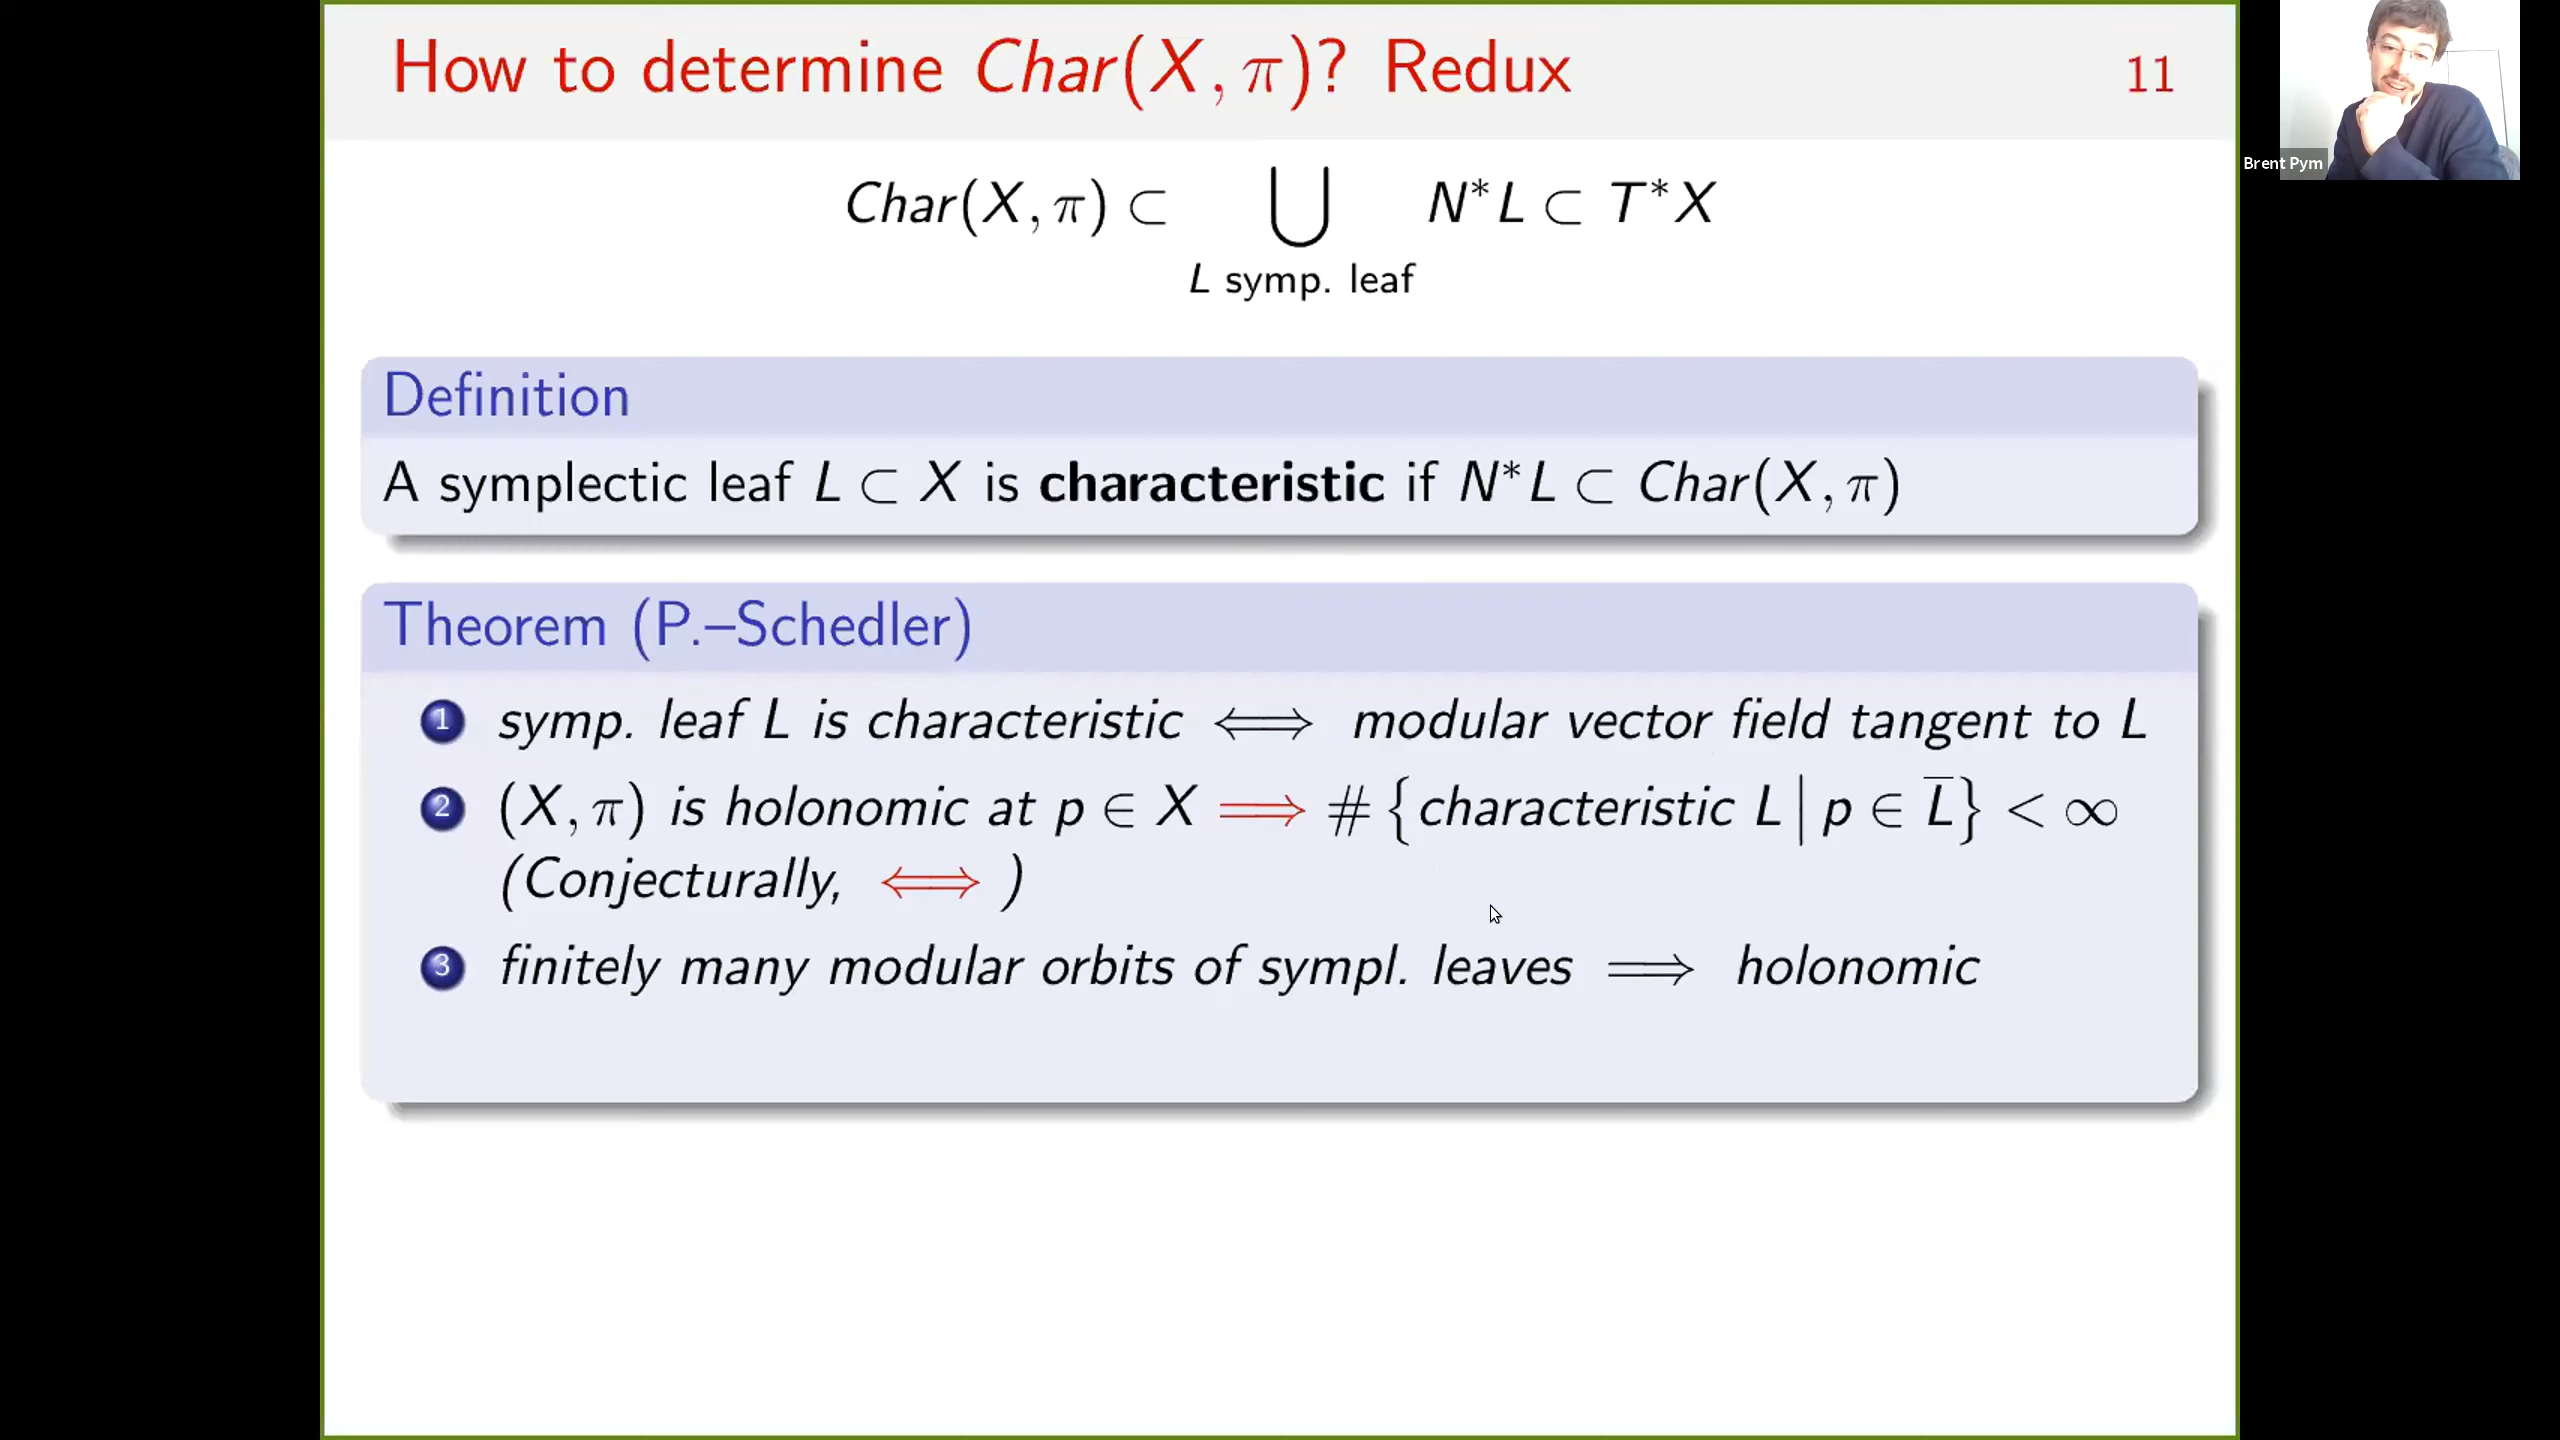 How to determine Char(X, π)? Redux 11
Brent Pym
Char(X, π) ⊂ ⋃ N*L ⊂ T*X
L symp. leaf
Definition
A symplectic leaf L ⊂ X is characteristic if N*L ⊂ Char(X, π)
Theorem (P.–Schedler)
1 symp. leaf L is characteristic ⟺ modular vector field tangent to L
2 (X, π) is holonomic at p ∈ X ⟹ # {characteristic L | p ∈ L̅} < ∞
(Conjecturally, ⟺ )
3 finitely many modular orbits of sympl. leaves ⟹ holonomic